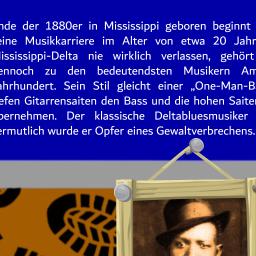 nde der 1880er in Mississippi geboren beginnt
eine Musikkarriere im Alter von etwa 20 Jahr
ississippi-Delta nie wirklich verlassen, gehört
ennoch zu den bedeutendsten Musikern Am
ahrhundert. Sein Stil gleicht einer „One-Man-Ba
efen Gitarrensaiten den Bass und die hohen Saiten
bernehmen. Der klassische Deltabluesmusiker
ermutlich wurde er Opfer eines Gewaltverbrechens.